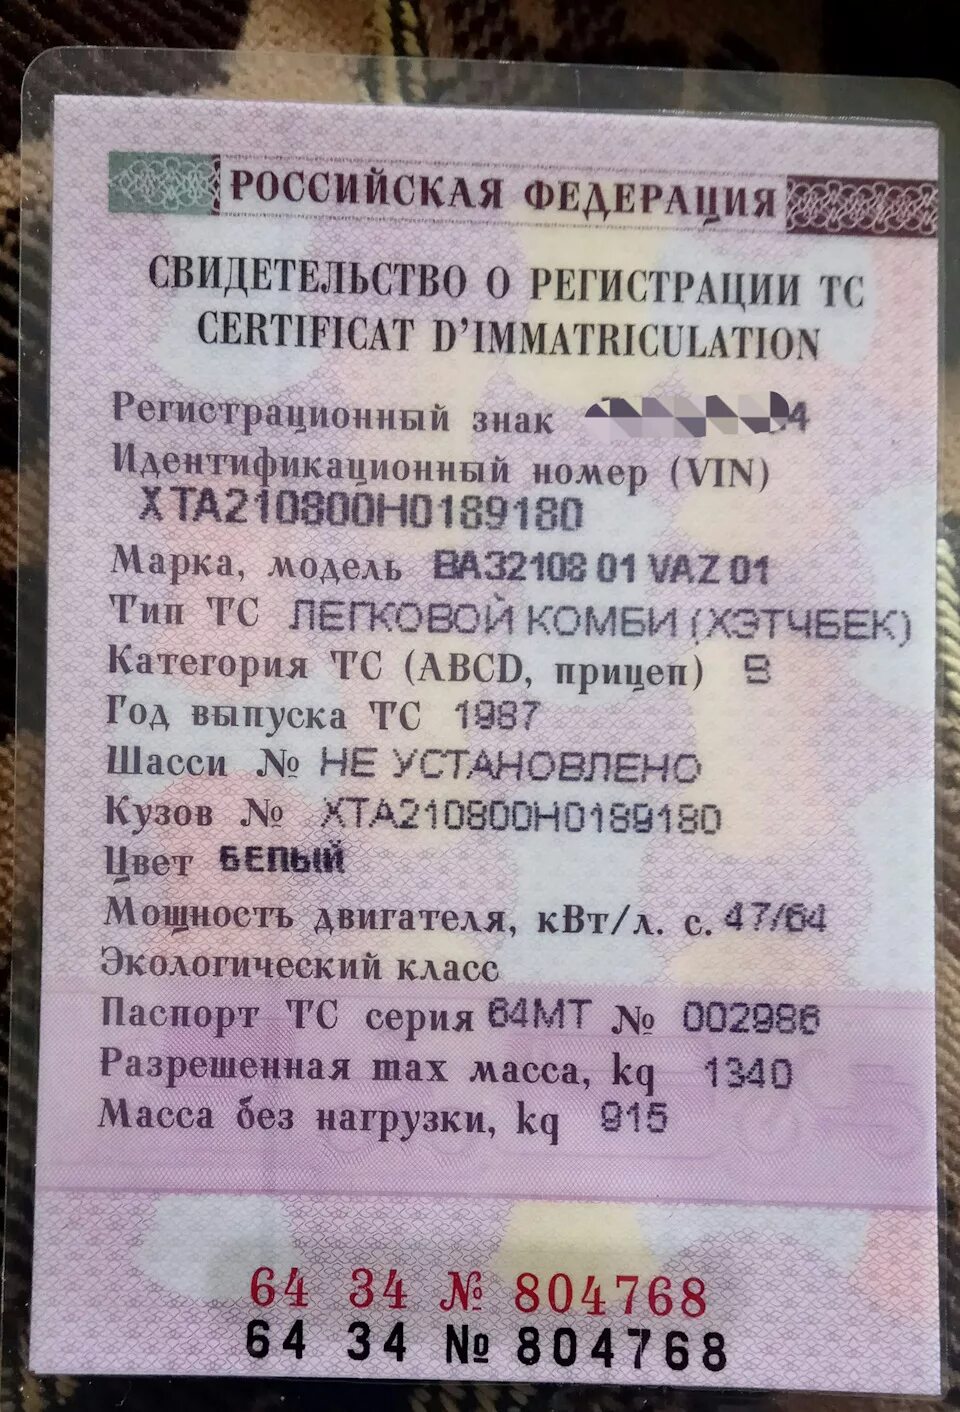 РОССИЙСКАЯ ФЕДЕРАЦИЯ
СВИДЕТЕЛЬСТВО О РЕГИСТРАЦИИ ТС
CERTIFICAT D'IMMATRICULATION
Регистрационный знак
Идентификационный номер (VIN)
XTA210800H0189180
Марка, модель ВАЗ2108 01 VAZ 01
Тип ТС ЛЕГКОВОЙ КОМБИ (ХЭТЧБЕК)
Категория ТС (ABCD, прицеп) B
Год выпуска ТС 1987
Шасси № НЕ УСТАНОВЛЕНО
Кузов № XTA210800H0189180
Цвет БЕЛЫЙ
Мощность двигателя, кВт/л. с. 47/64
Экологический класс
Паспорт ТС серия 64МТ № 002986
Разрешенная max масса, kg 1340
Масса без нагрузки, kg 915
64 34 № 804768
64 34 № 804768